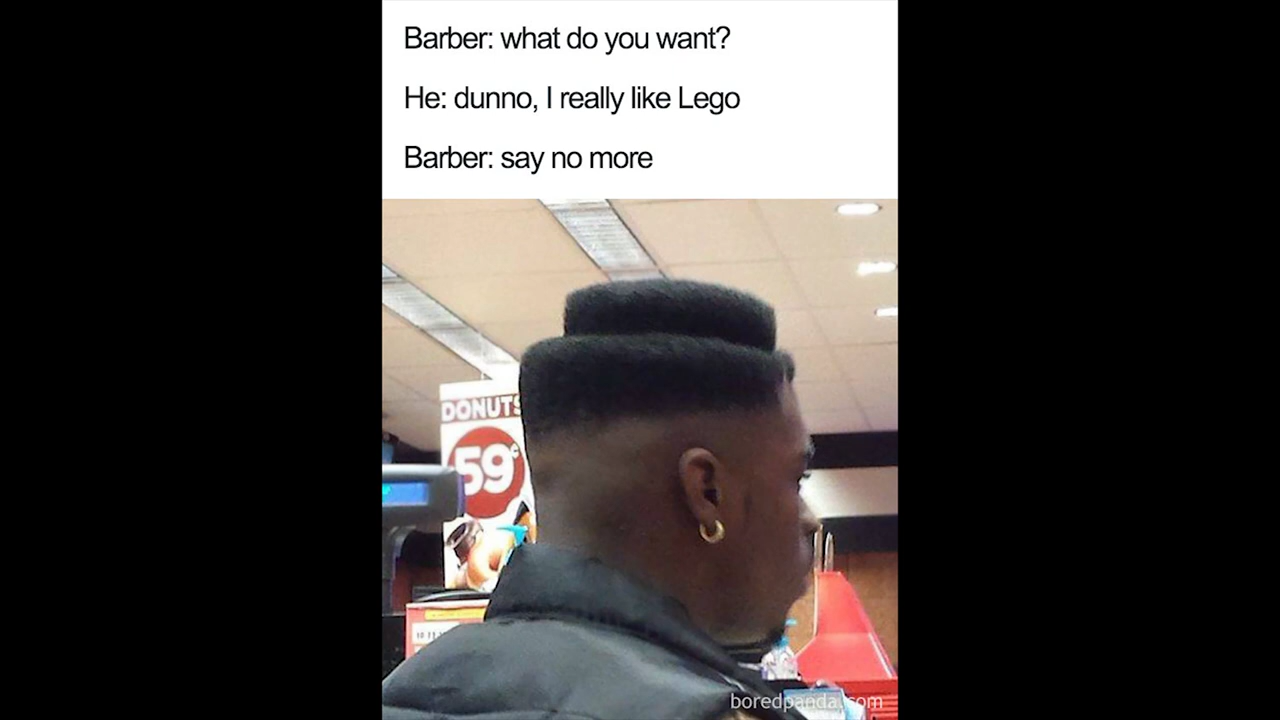 Barber: what do you want?
He: dunno, I really like Lego
Barber: say no more
DONUTS
59¢
boredpanda.com